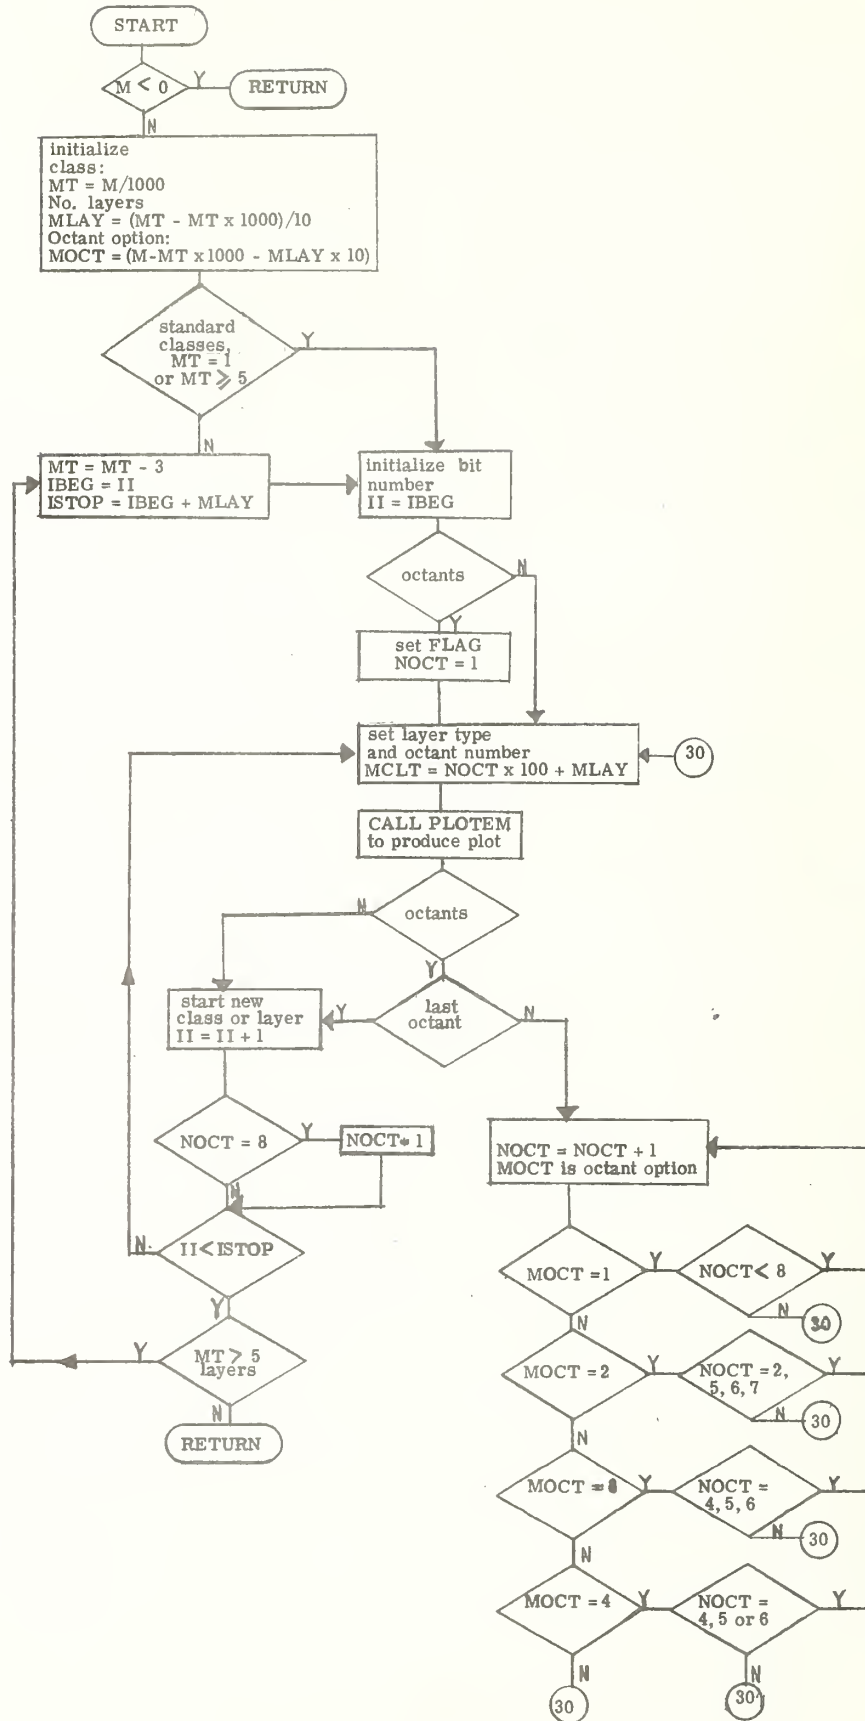 START
M < 0
Y
RETURN
N
initialize
class:
MT = M/1000
No. layers
MLAY = (MT - MT x 1000)/10
Octant option:
MOCT = (M-MT x 1000 - MLAY x 10)
standard
classes,
MT = 1
or MT ⩾ 5
Y
N
MT = MT - 3
IBEG = II
ISTOP = IBEG + MLAY
initialize bit
number
II = IBEG
octants
N
Y
set FLAG
NOCT = 1
set layer type
and octant number
MCLT = NOCT x 100 + MLAY
30
CALL PLOTEM
to produce plot
octants
N
Y
start new
class or layer
II = II + 1
Y
last
octant
N
NOCT = 8
Y
NOCT= 1
N
NOCT = NOCT + 1
MOCT is octant option
II < ISTOP
N
Y
MOCT =1
Y
NOCT< 8
Y
N
30
N
MT > 5
layers
Y
N
RETURN
MOCT =2
Y
NOCT =2,
5, 6, 7
Y
N
30
N
MOCT =
Y
NOCT =
4, 5, 6
Y
N
30
N
MOCT =4
Y
NOCT =
4, 5 or 6
Y
N
30
N
30